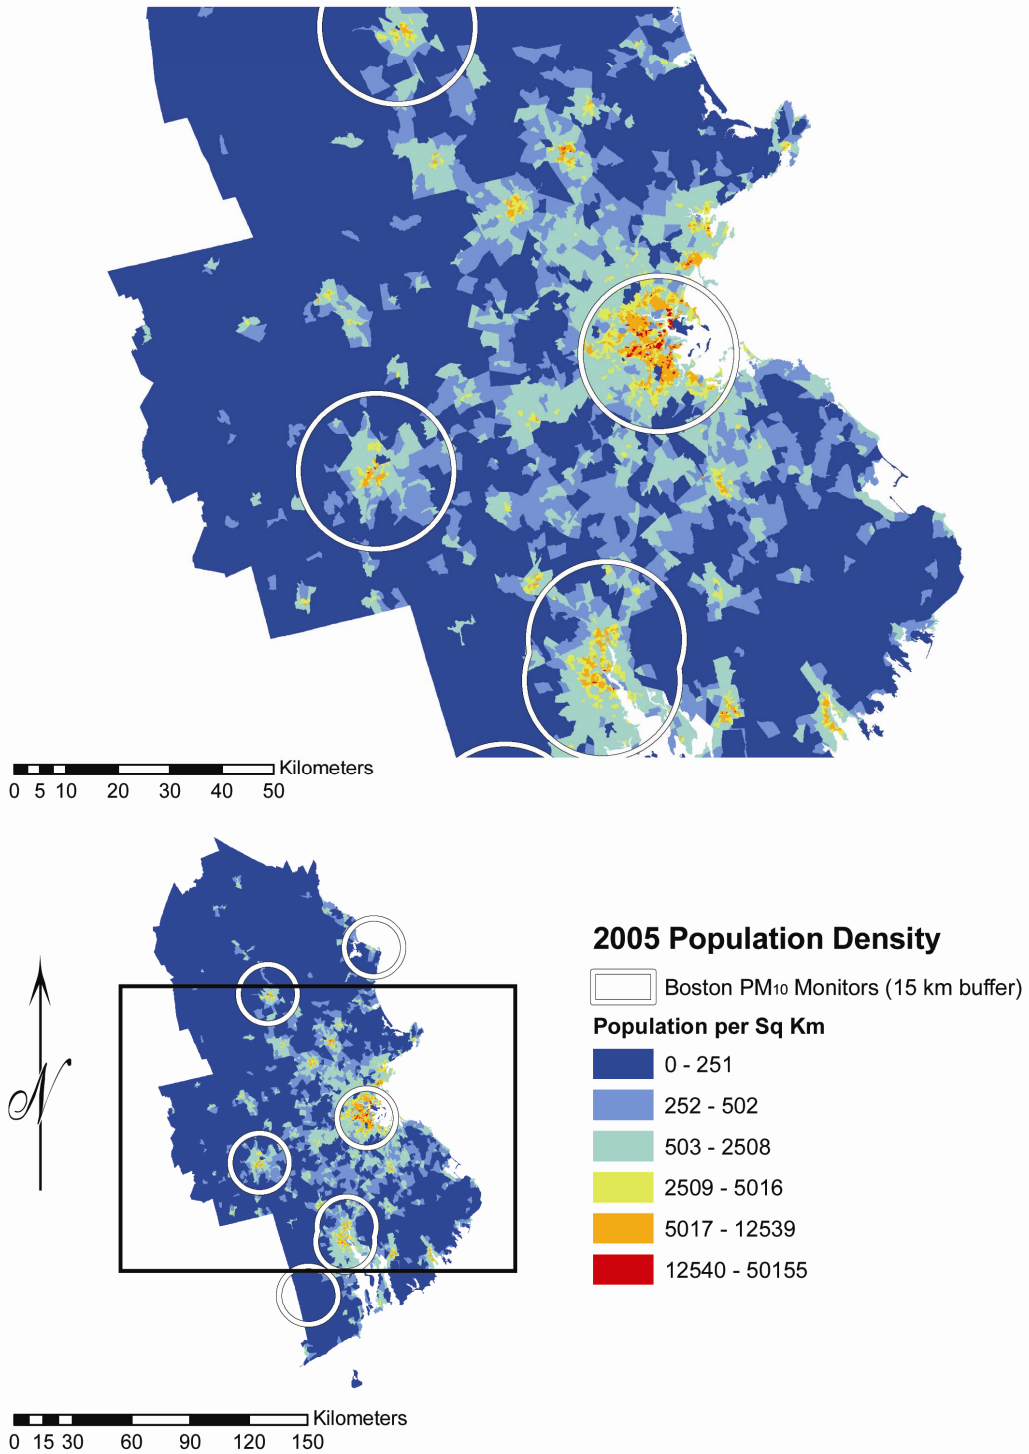 Kilometers
0 5 10 20 30 40 50
2005 Population Density
Boston PM10 Monitors (15 km buffer)
Population per Sq Km
0 - 251
252 - 502
503 - 2508
2509 - 5016
5017 - 12539
12540 - 50155
N
Kilometers
0 15 30 60 90 120 150